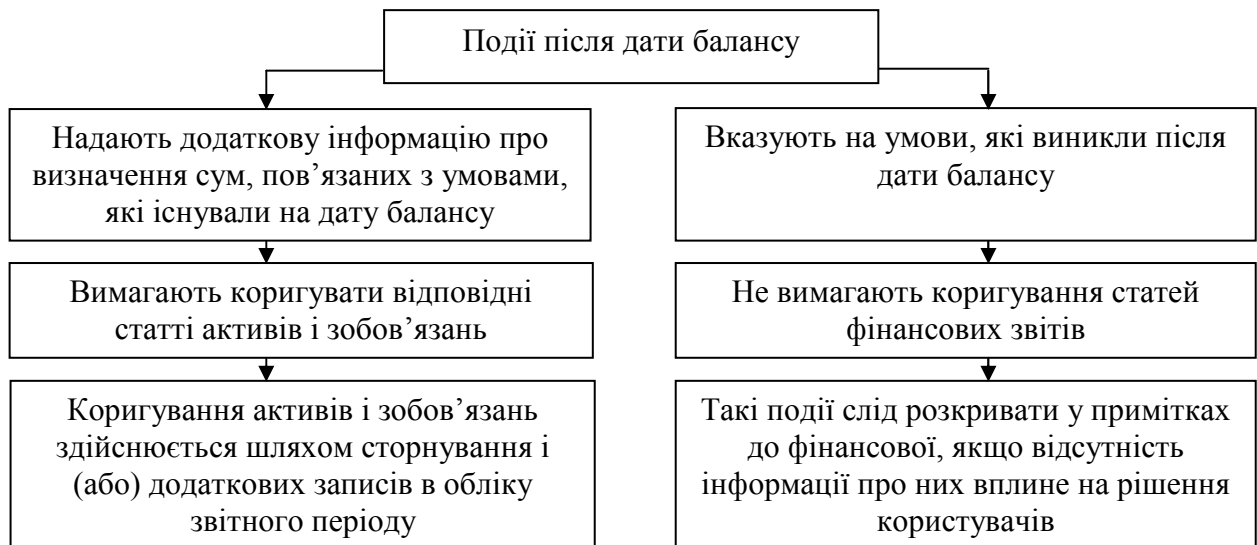 Події після дати балансу
Надають додаткову інформацію про
визначення сум, пов’язаних з умовами,
які існували на дату балансу
Вказують на умови, які виникли після
дати балансу
Вимагають коригувати відповідні
статті активів і зобов’язань
Не вимагають коригування статей
фінансових звітів
Коригування активів і зобов’язань
здійснюється шляхом сторнування і
(або) додаткових записів в обліку
звітного періоду
Такі події слід розкривати у примітках
до фінансової, якщо відсутність
інформації про них вплине на рішення
користувачів